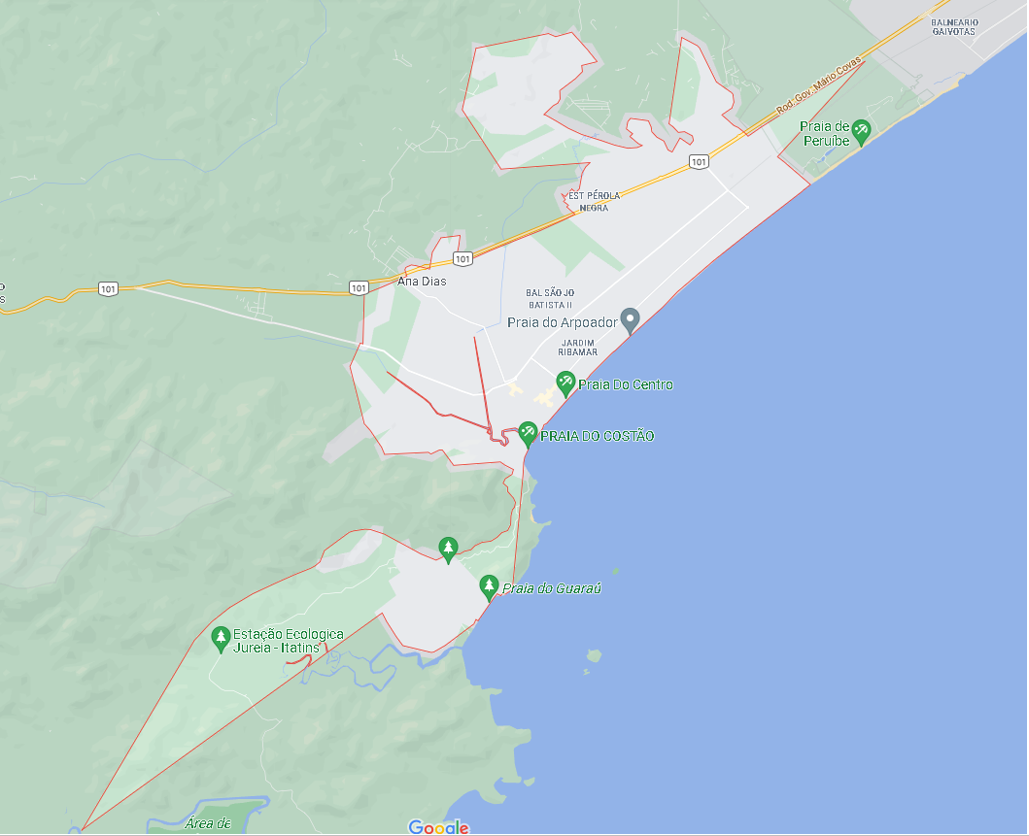 BALNEARIO
GAIVOTAS
Rod. Gov. Mário Covas
Praia de
Peruíbe
101
EST PÉROLA
NEGRA
101
Ana Dias
101
101
s
BAL SÃO JO
BATISTA II
Praia do Arpoador
JARDIM
RIBAMAR
Praia Do Centro
PRAIA DO COSTÃO
Praia do Guaraú
Estação Ecologica
Jureia - Itatins
Área de
Google